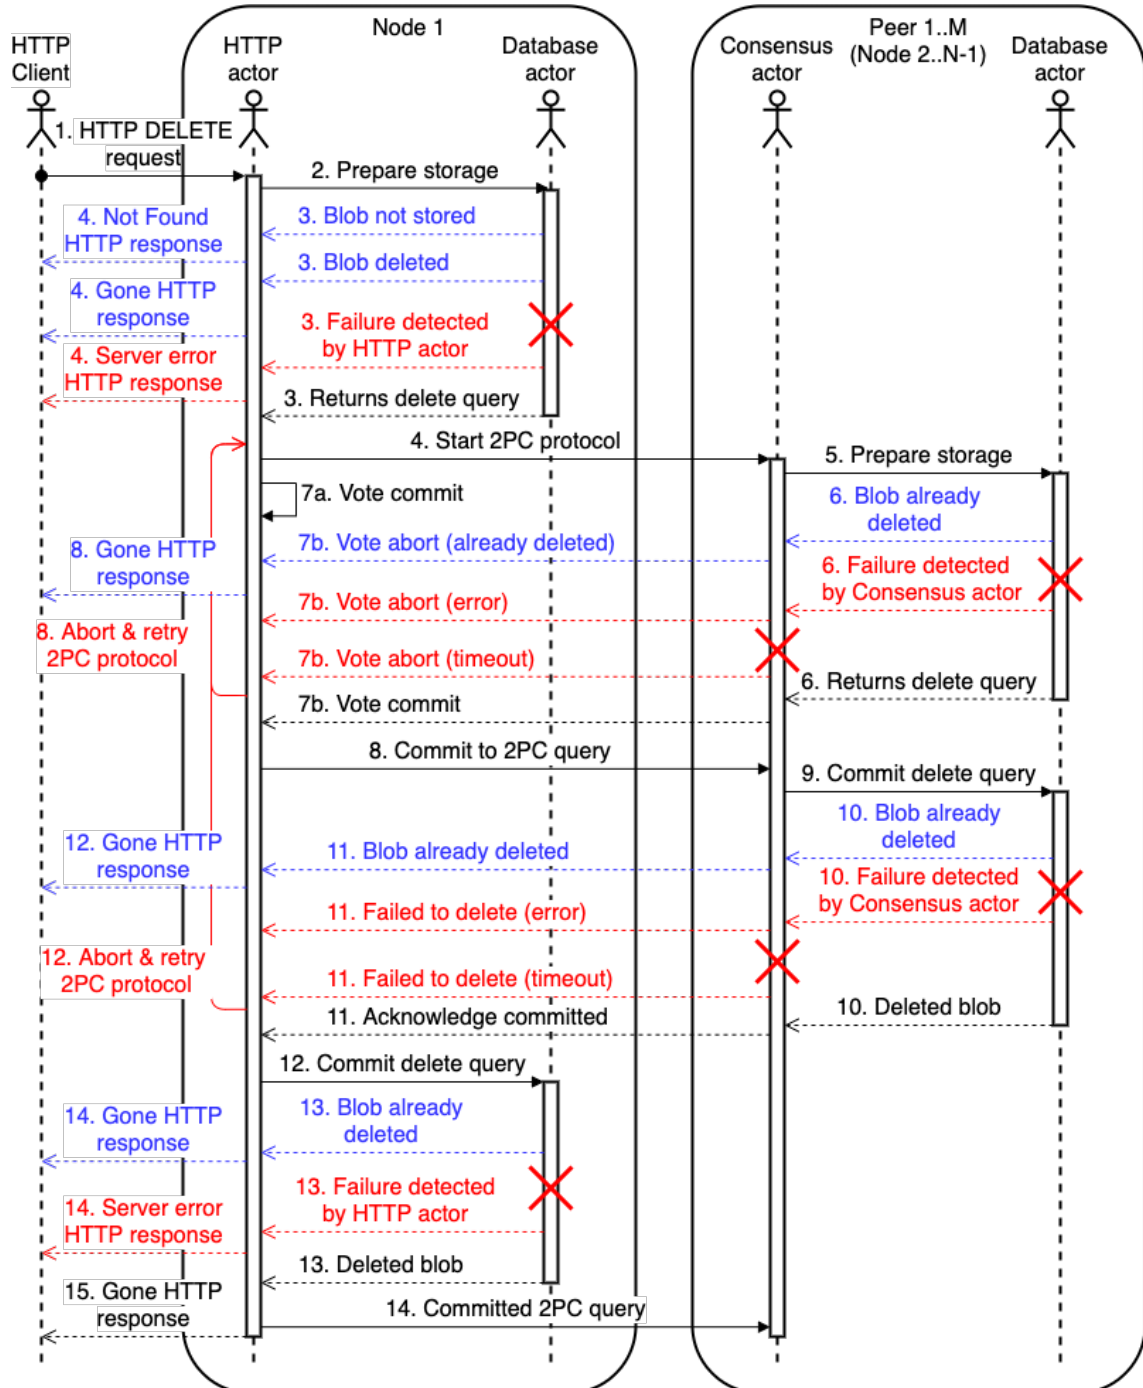 Node 1
Peer 1..M
(Node 2..N-1)
HTTP
Client
HTTP
actor
Database
actor
Consensus
actor
Database
actor
1. HTTP DELETE
request
2. Prepare storage
3. Blob not stored
4. Not Found
HTTP response
3. Blob deleted
4. Gone HTTP
response
3. Failure detected
by HTTP actor
4. Server error
HTTP response
3. Returns delete query
4. Start 2PC protocol
5. Prepare storage
7a. Vote commit
6. Blob already
deleted
7b. Vote abort (already deleted)
8. Gone HTTP
response
6. Failure detected
by Consensus actor
7b. Vote abort (error)
8. Abort & retry
2PC protocol
7b. Vote abort (timeout)
6. Returns delete query
7b. Vote commit
8. Commit to 2PC query
9. Commit delete query
10. Blob already
deleted
11. Blob already deleted
12. Gone HTTP
response
10. Failure detected
by Consensus actor
11. Failed to delete (error)
12. Abort & retry
2PC protocol
11. Failed to delete (timeout)
10. Deleted blob
11. Acknowledge committed
12. Commit delete query
13. Blob already
deleted
14. Gone HTTP
response
13. Failure detected
by HTTP actor
14. Server error
HTTP response
13. Deleted blob
15. Gone HTTP
response
14. Committed 2PC query